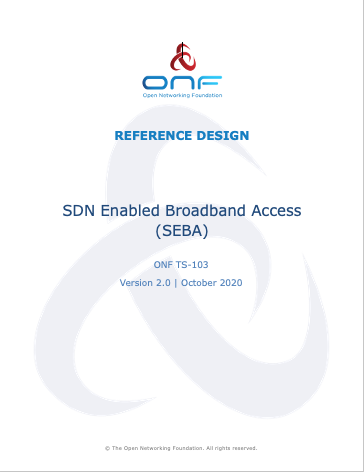 ONF
Open Networking Foundation
REFERENCE DESIGN
SDN Enabled Broadband Access
(SEBA)
ONF TS-103
Version 2.0 | October 2020
© The Open Networking Foundation. All rights reserved.